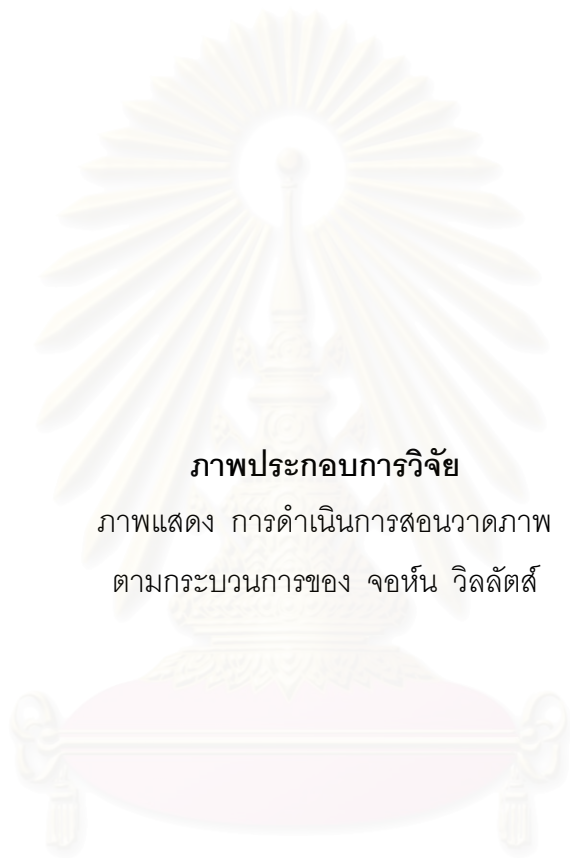 ภาพประกอบการวิจัย
ภาพแสดง การดำเนินการสอนวาดภาพ
ตามกระบวนการของ จอห์น วิลลัตส์